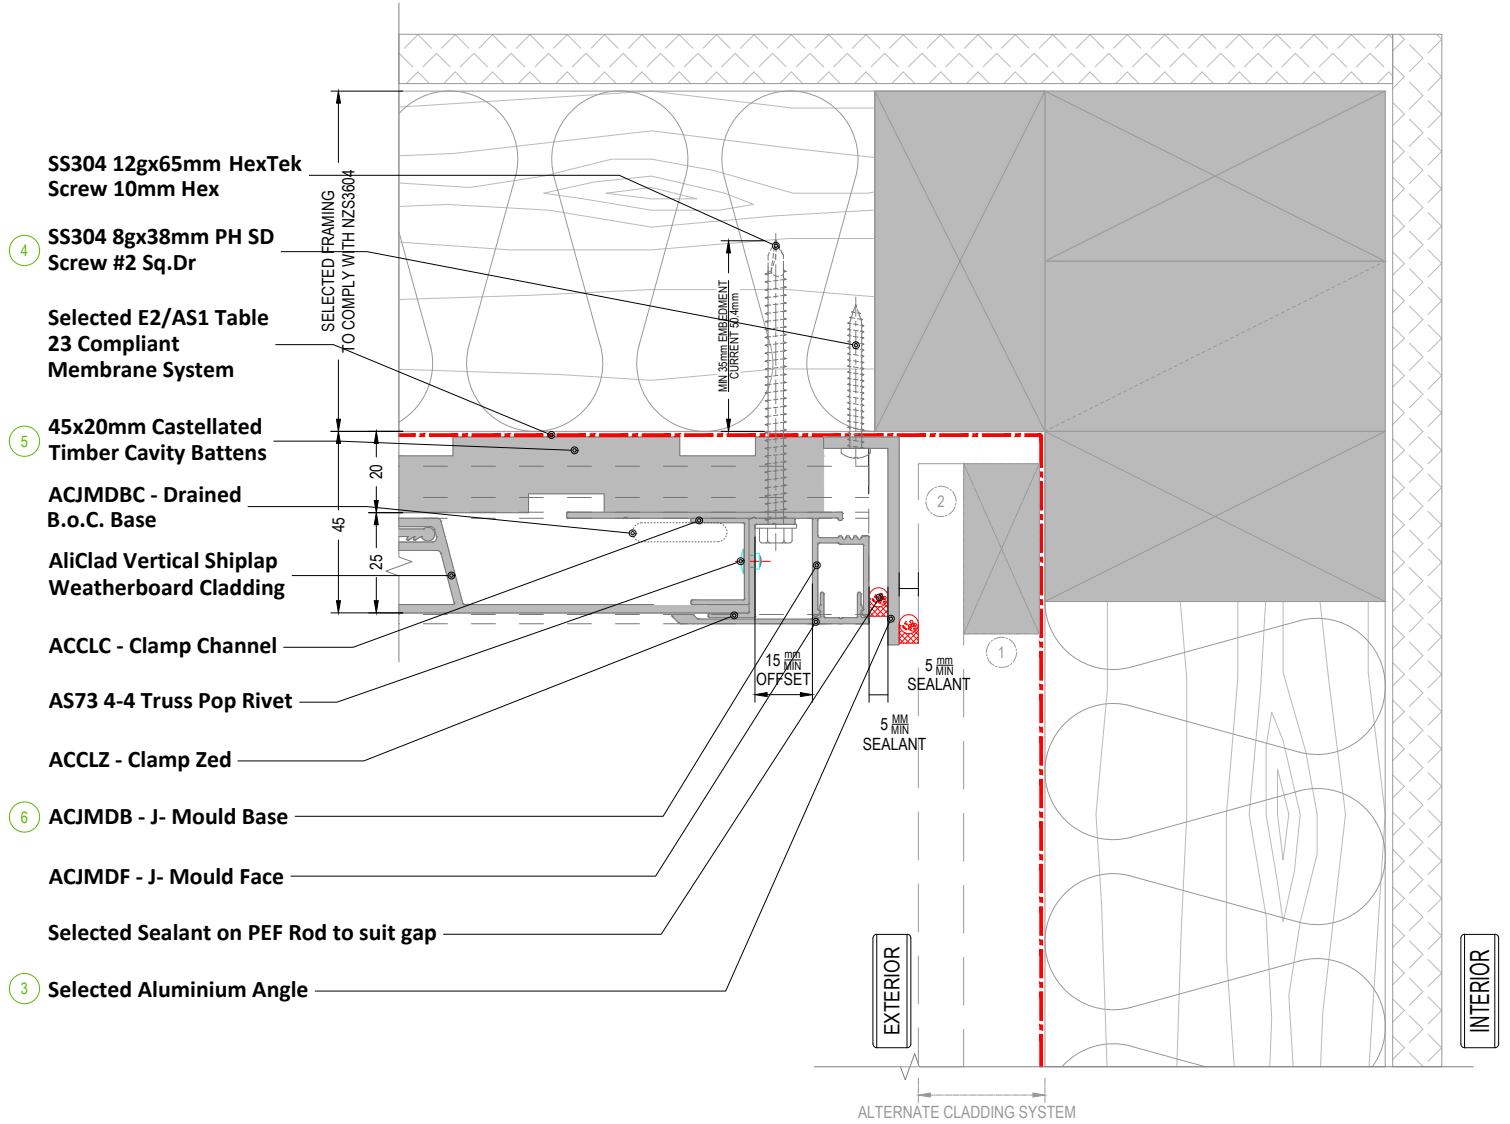 SS304 12gx65mm HexTek
Screw 10mm Hex
4
SS304 8gx38mm PH SD
Screw #2 Sq.Dr
Selected E2/AS1 Table
23 Compliant
Membrane System
5
45x20mm Castellated
Timber Cavity Battens
ACJMDBC - Drained
B.o.C. Base
AliClad Vertical Shiplap
Weatherboard Cladding
ACCLC - Clamp Channel
AS73 4-4 Truss Pop Rivet
ACCLZ - Clamp Zed
6
ACJMDB - J- Mould Base
ACJMDF - J- Mould Face
Selected Sealant on PEF Rod to suit gap
3
Selected Aluminium Angle
SELECTED FRAMING
TO COMPLY WITH NZS3604
MIN 35mm EMBEDMENT
CURRENT 50.4mm
20
45
25
15 mm
MIN
OFFSET
5 mm
MIN
SEALANT
5 MM
MIN
SEALANT
2
1
EXTERIOR
INTERIOR
ALTERNATE CLADDING SYSTEM